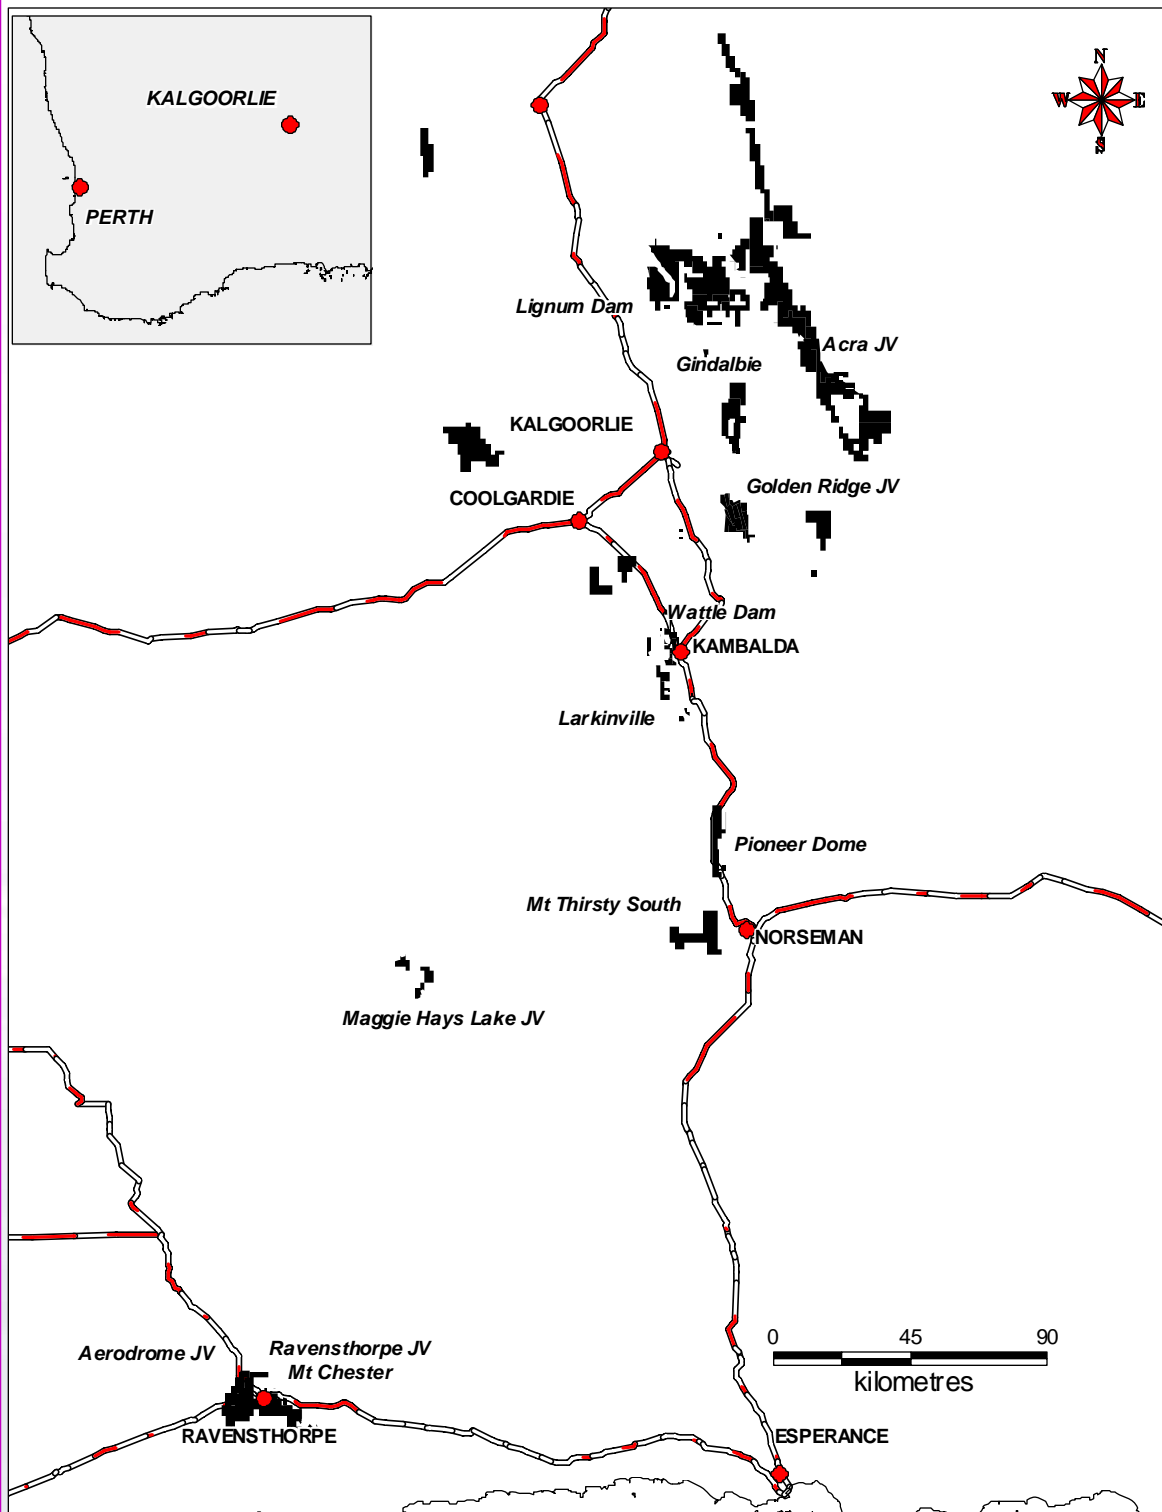 KALGOORLIE
PERTH
N
W E
S
Lignum Dam
Acra JV
Gindalbie
KALGOORLIE
Golden Ridge JV
COOLGARDIE
Wattle Dam
KAMBALDA
Larkinville
Pioneer Dome
Mt Thirsty South
NORSEMAN
Maggie Hays Lake JV
0 45 90
kilometres
Aerodrome JV
Ravensthorpe JV
Mt Chester
RAVENSTHORPE
ESPERANCE